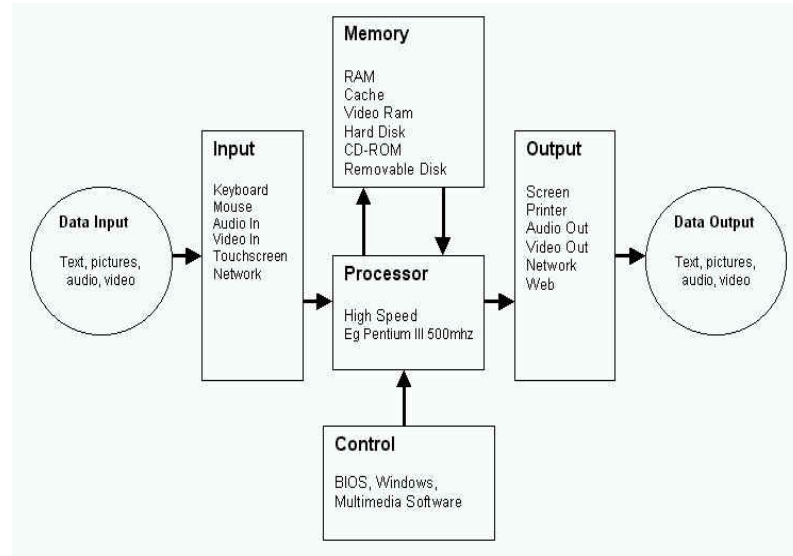 Memory
RAM
Cache
Video Ram
Hard Disk
CD-ROM
Removable Disk
Input
Keyboard
Mouse
Audio In
Video In
Touchscreen
Network
Output
Screen
Printer
Audio Out
Video Out
Network
Web
Data Input
Text, pictures,
audio, video
Data Output
Text, pictures,
audio, video
Processor
High Speed
Eg Pentium III 500mhz
Control
BIOS, Windows,
Multimedia Software